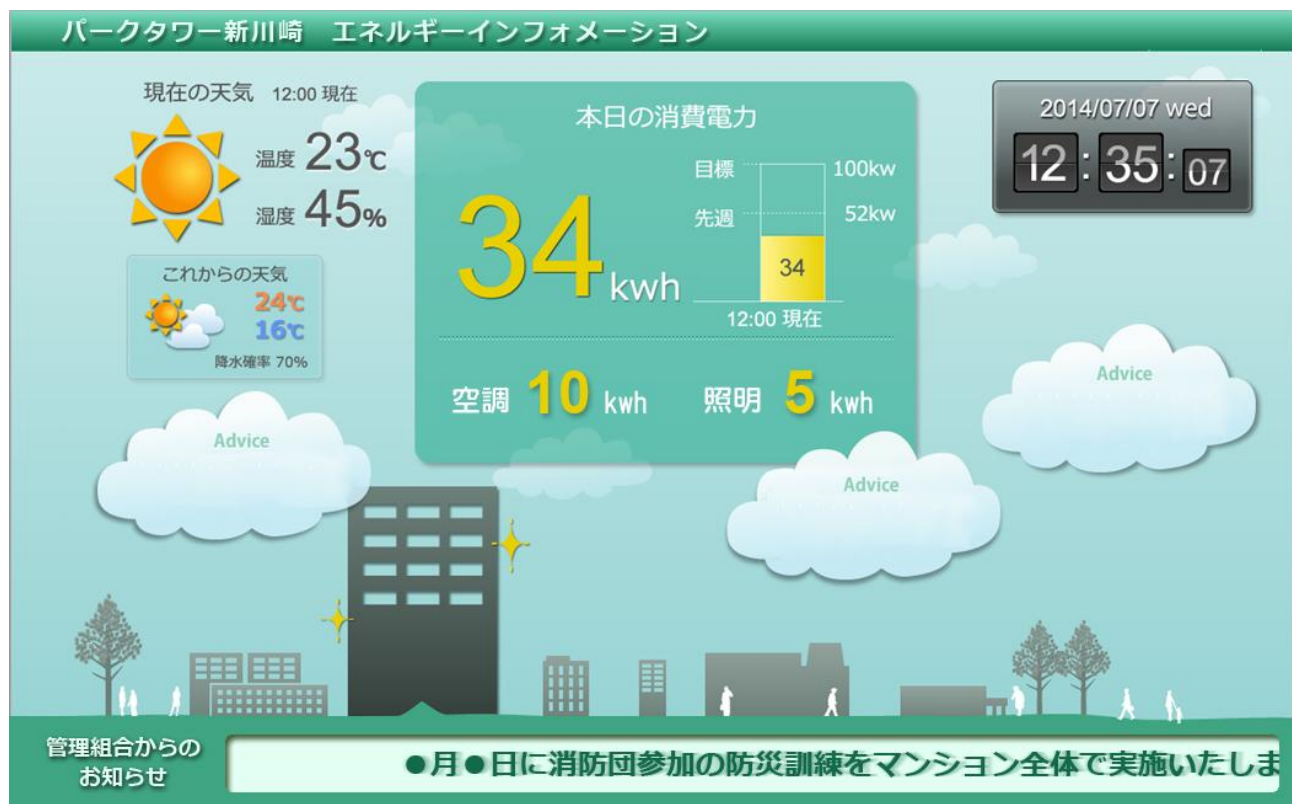 パークタワー新川崎　エネルギーインフォメーション
現在の天気 12:00 現在
温度 23℃
湿度 45%
これからの天気
24℃
16℃
降水確率 70%
本日の消費電力
34 kwh
目標 100kw
先週 52kw
34
12:00 現在
空調 10 kwh 照明 5 kwh
2014/07/07 wed
12:35:07
Advice
Advice
Advice
管理組合からの
お知らせ
●月●日に消防団参加の防災訓練をマンション全体で実施いたしま